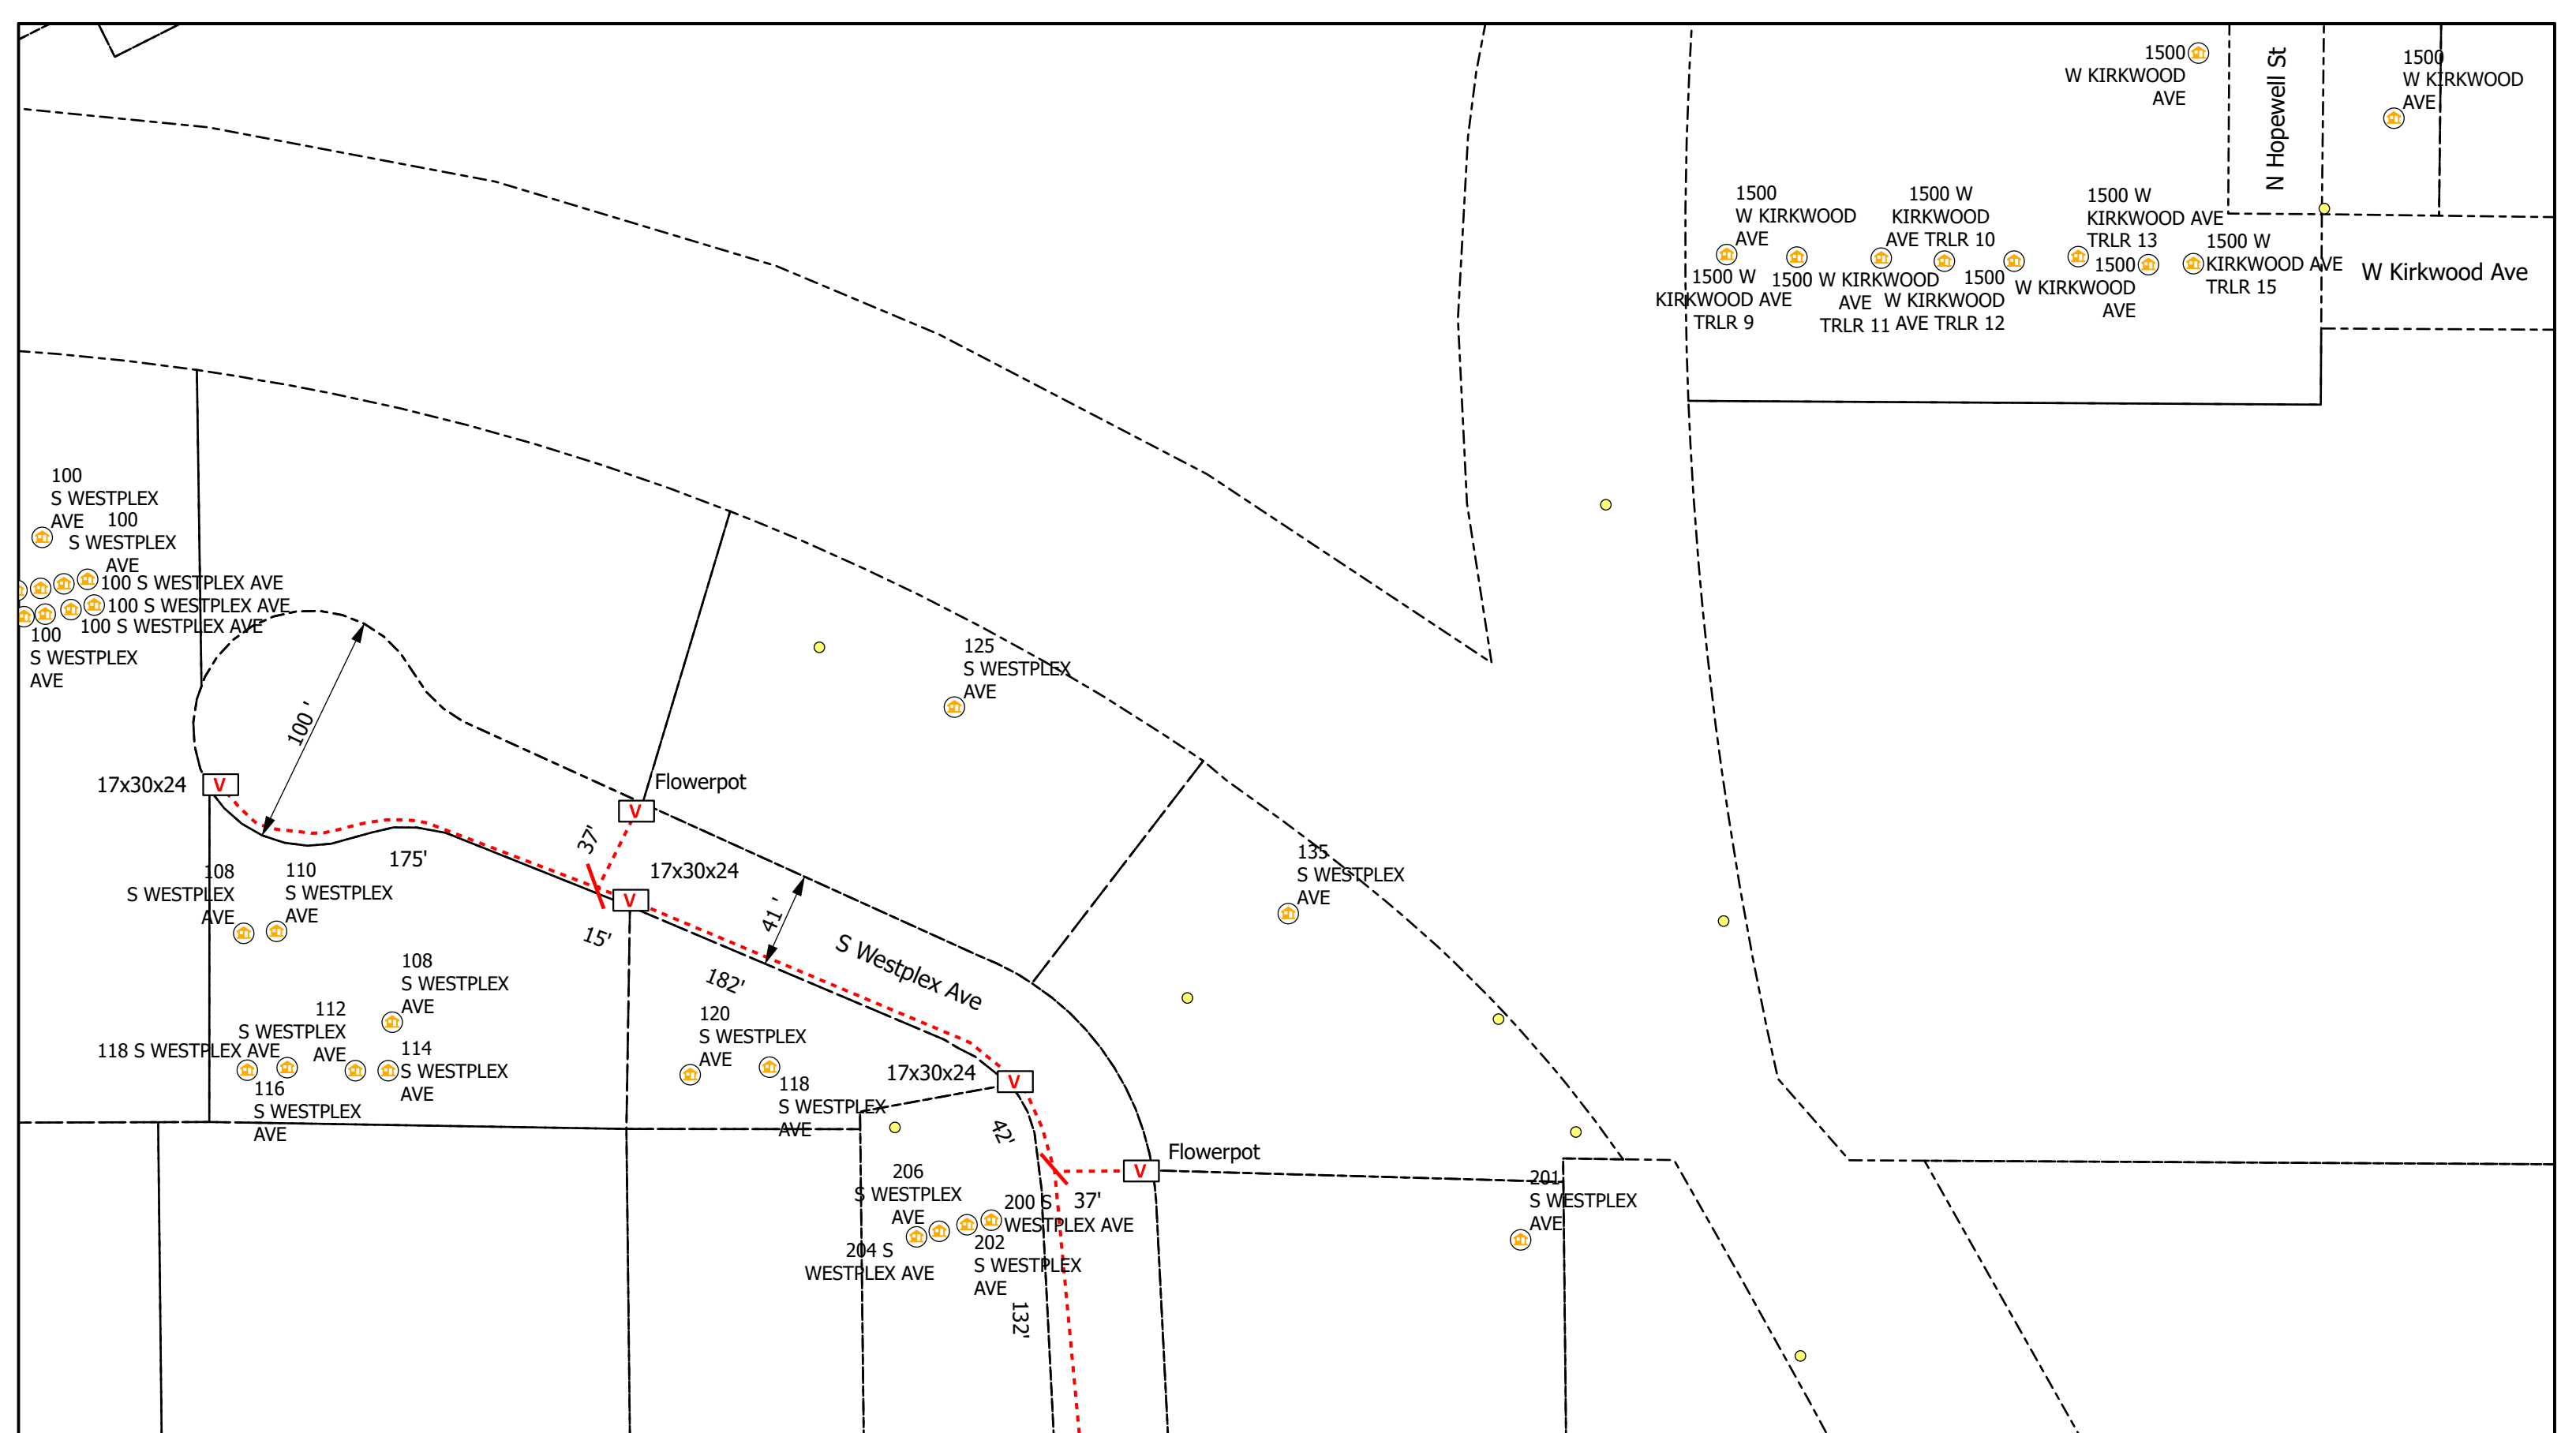 1500
W KIRKWOOD
AVE
N Hopewell St
1500
W KIRKWOOD
AVE
1500
W KIRKWOOD
AVE
1500 W
KIRKWOOD
AVE TRLR 10
1500 W
KIRKWOOD AVE
TRLR 13
1500 W
KIRKWOOD AVE
TRLR 15
W Kirkwood Ave
1500 W
KIRKWOOD AVE
TRLR 9
1500 W KIRKWOOD
AVE
TRLR 11
1500
W KIRKWOOD
AVE TRLR 12
1500
W KIRKWOOD
AVE
100
S WESTPLEX
AVE
100
S WESTPLEX
AVE
100 S WESTPLEX AVE
100 S WESTPLEX AVE
100 S WESTPLEX AVE
100
S WESTPLEX
AVE
125
S WESTPLEX
AVE
100 '
17x30x24
V
Flowerpot
V
37'
175'
17x30x24
V
15'
41 '
182'
S Westplex Ave
135
S WESTPLEX
AVE
108
S WESTPLEX
AVE
110
S WESTPLEX
AVE
108
S WESTPLEX
AVE
112
S WESTPLEX
AVE
118 S WESTPLEX AVE
114
S WESTPLEX
AVE
116
S WESTPLEX
AVE
120
S WESTPLEX
AVE
118
S WESTPLEX
AVE
17x30x24
V
42'
Flowerpot
V
37'
206
S WESTPLEX
AVE
200 S
WESTPLEX AVE
204 S
WESTPLEX AVE
202
S WESTPLEX
AVE
132'
201
S WESTPLEX
AVE